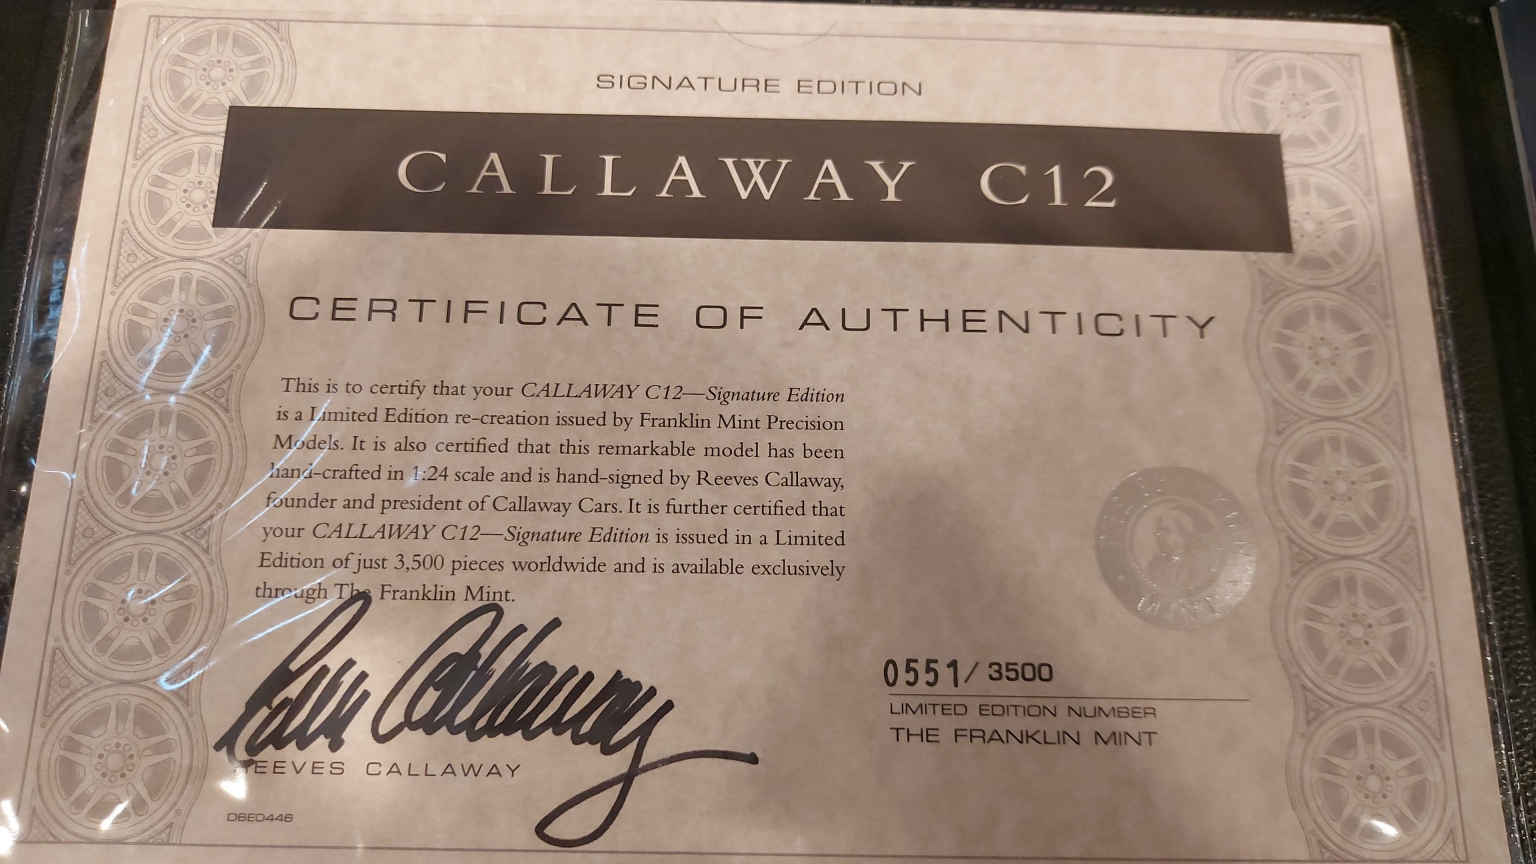 SIGNATURE EDITION
CALLAWAY C12
CERTIFICATE OF AUTHENTICITY
This is to certify that your CALLAWAY C12—Signature Edition
is a Limited Edition re-creation issued by Franklin Mint Precision
Models. It is also certified that this remarkable model has been
hand-crafted in 1:24 scale and is hand-signed by Reeves Callaway,
founder and president of Callaway Cars. It is further certified that
your CALLAWAY C12—Signature Edition is issued in a Limited
Edition of just 3,500 pieces worldwide and is available exclusively
through The Franklin Mint.
Reeves Callaway
REEVES CALLAWAY
0551/3500
LIMITED EDITION NUMBER
THE FRANKLIN MINT
D6ED446